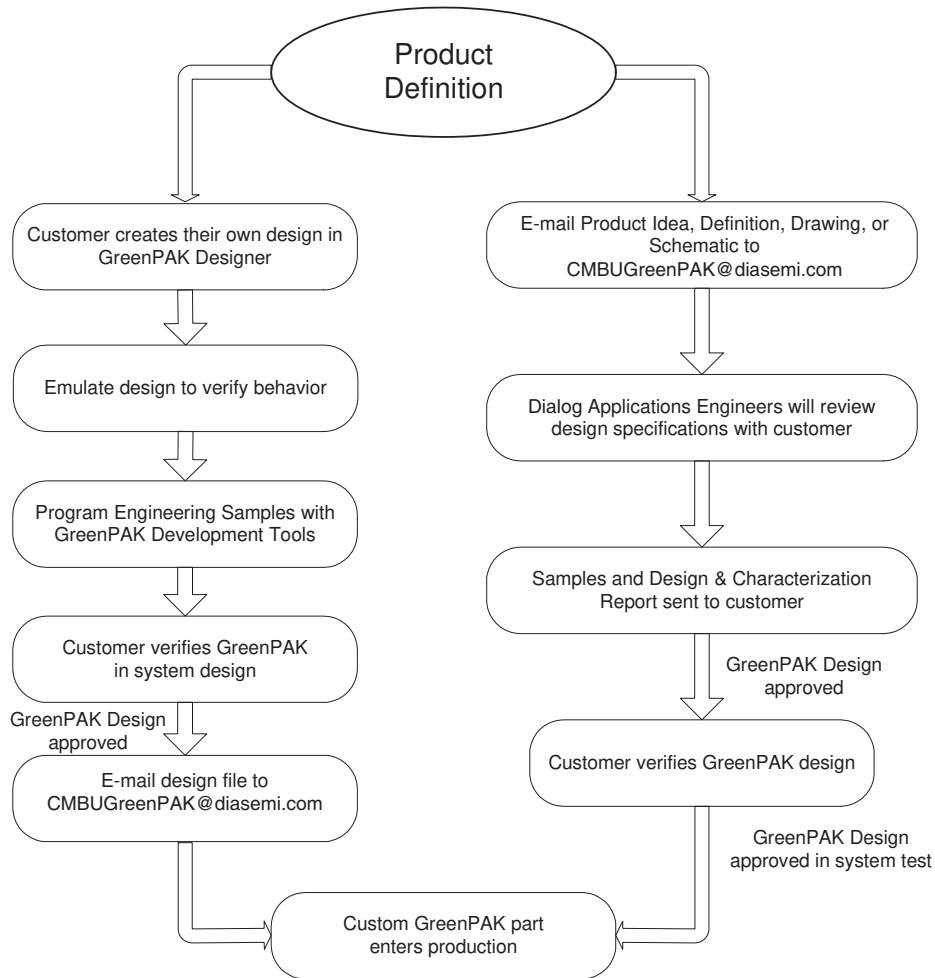 Product
Definition
Customer creates their own design in
GreenPAK Designer
Emulate design to verify behavior
Program Engineering Samples with
GreenPAK Development Tools
Customer verifies GreenPAK
in system design
GreenPAK Design
approved
E-mail design file to
CMBUGreenPAK@diasemi.com
E-mail Product Idea, Definition, Drawing, or
Schematic to
CMBUGreenPAK@diasemi.com
Dialog Applications Engineers will review
design specifications with customer
Samples and Design & Characterization
Report sent to customer
GreenPAK Design
approved
Customer verifies GreenPAK design
GreenPAK Design
approved in system test
Custom GreenPAK part
enters production